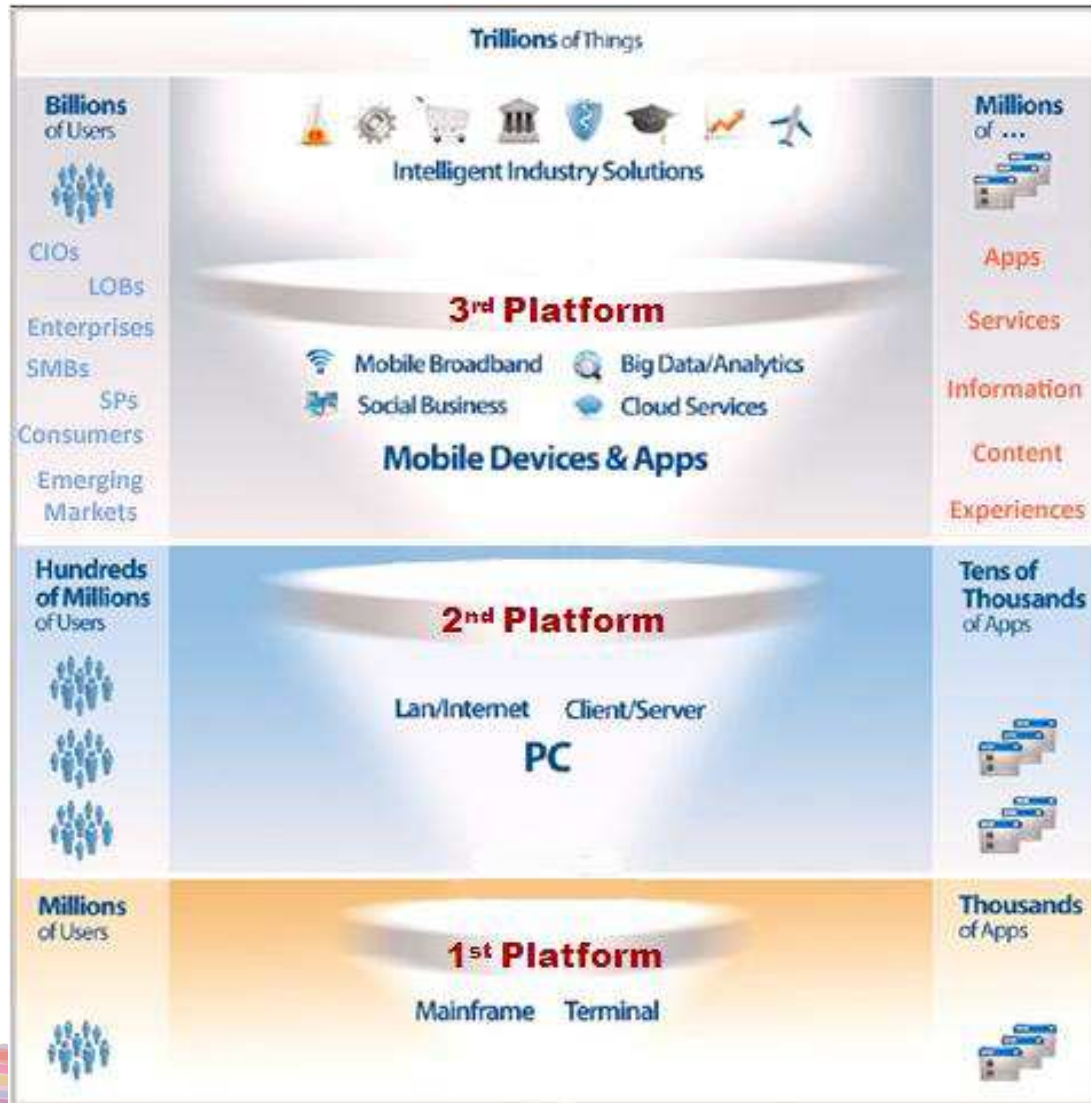 Trillions of Things
Billions
of Users
CIOs
LOBs
Enterprises
SMBs
SPs
Consumers
Emerging
Markets
Intelligent Industry Solutions
3rd Platform
Mobile Broadband
Big Data/Analytics
Social Business
Cloud Services
Mobile Devices & Apps
Millions
of ...
Apps
Services
Information
Content
Experiences
Hundreds
of Millions
of Users
2nd Platform
Lan/Internet Client/Server
PC
Tens of
Thousands
of Apps
Millions
of Users
1st Platform
Mainframe Terminal
Thousands
of Apps